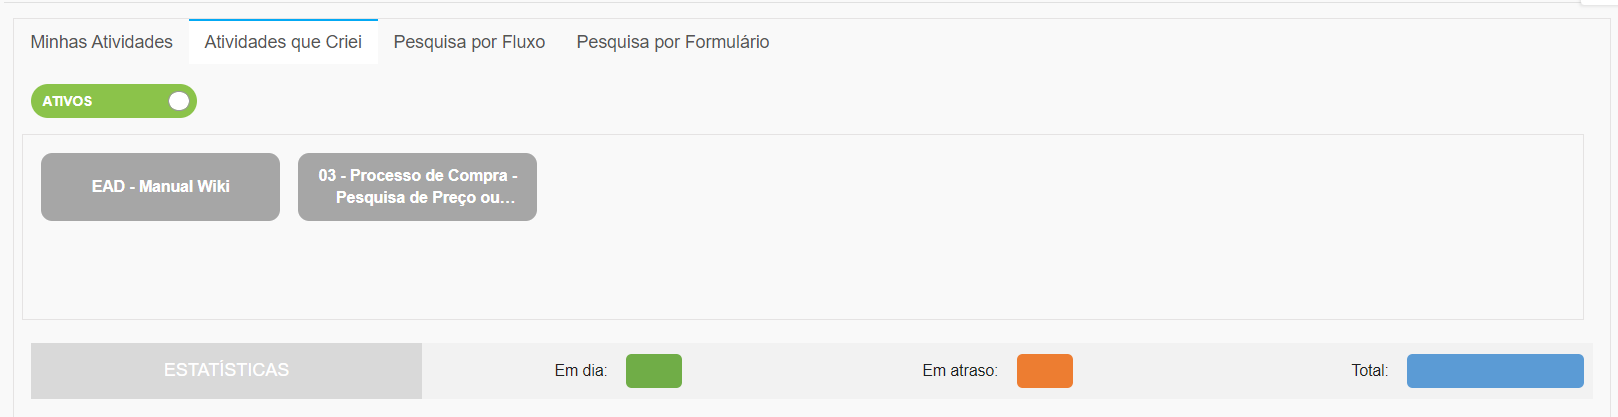 Minhas Atividades Atividades que Criei Pesquisa por Fluxo Pesquisa por Formulário
ATIVOS
EAD - Manual Wiki
03 - Processo de Compra -
Pesquisa de Preço ou...
ESTATÍSTICAS Em dia: Em atraso: Total: